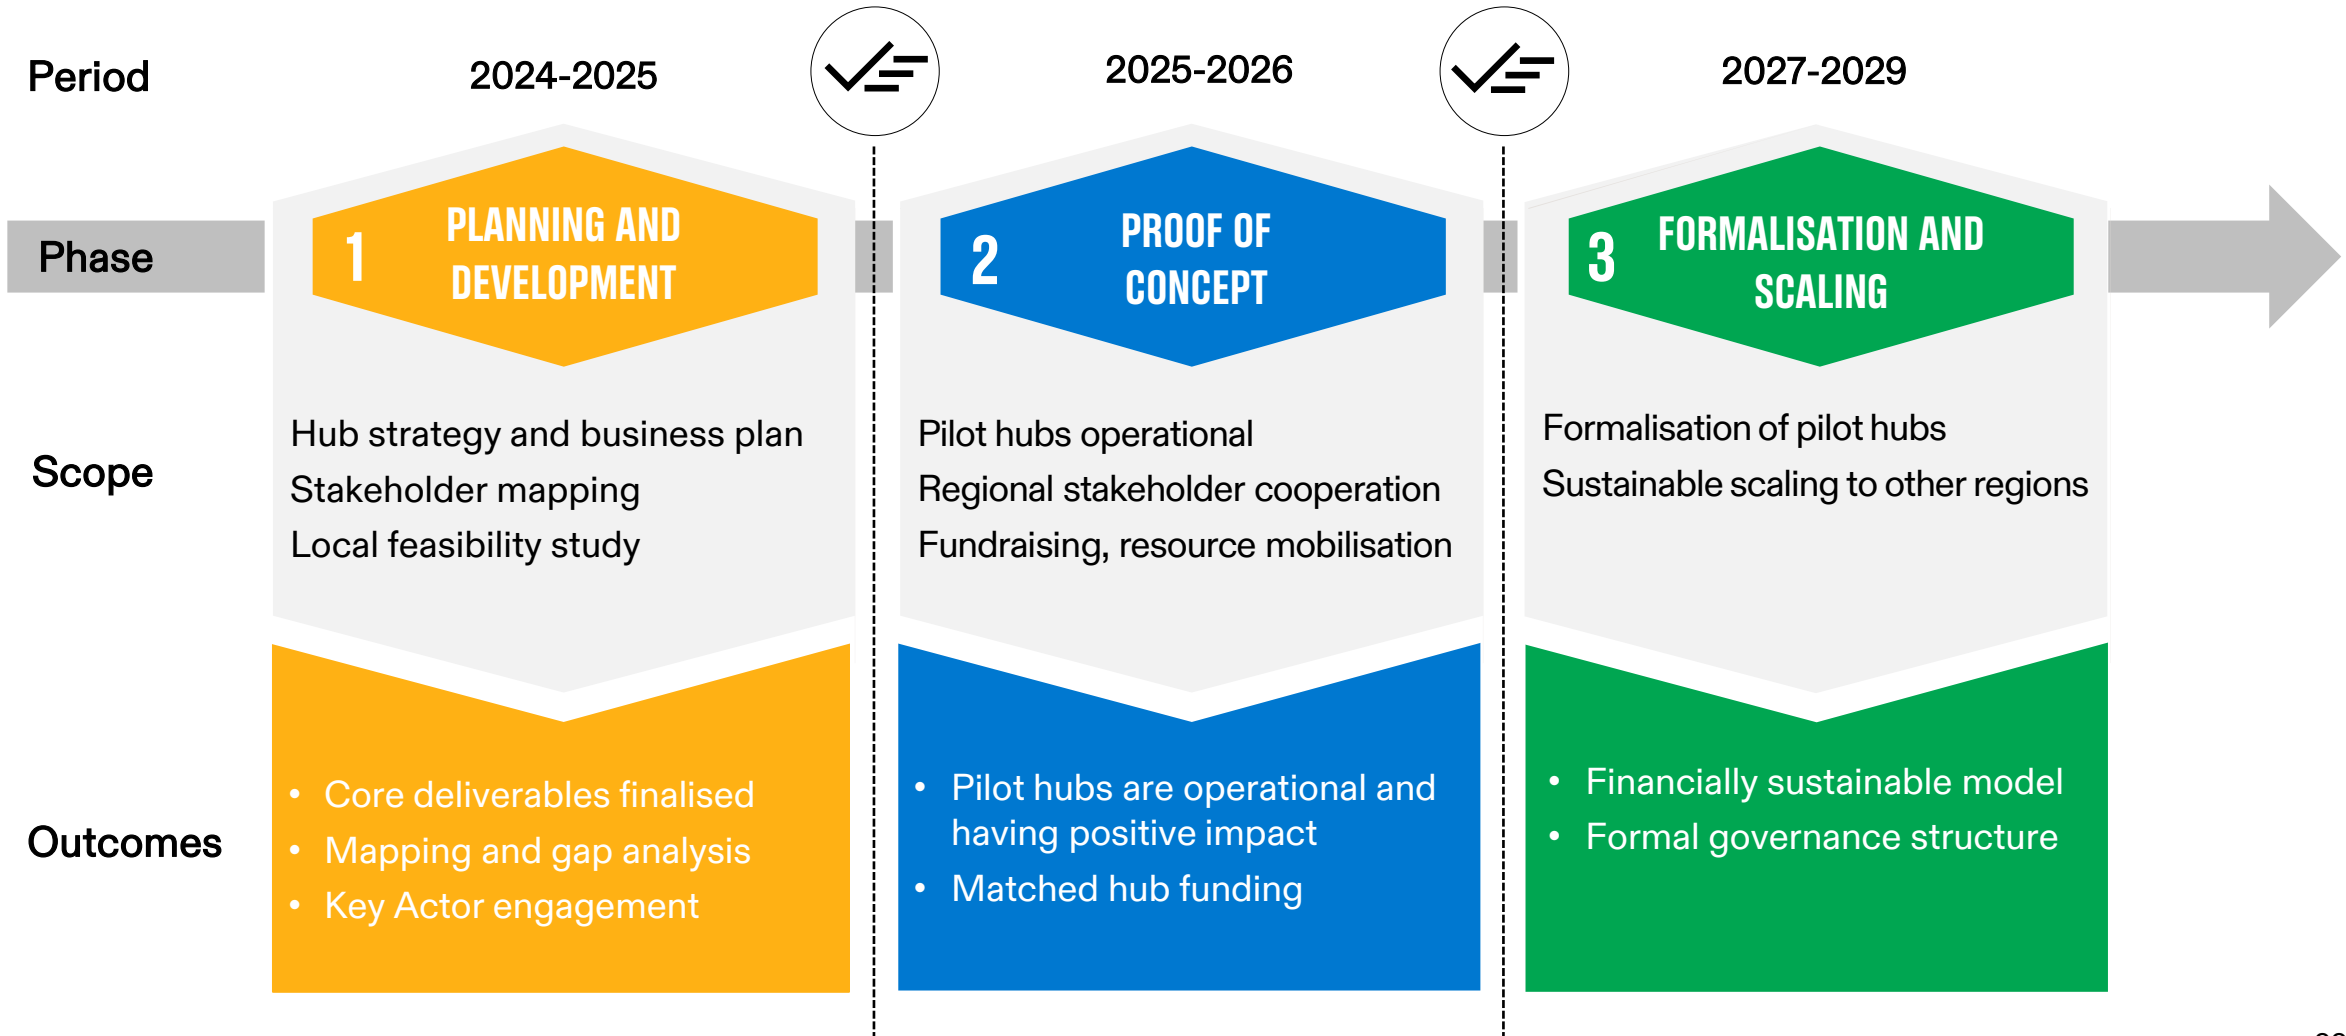 Period
2024-2025
2025-2026
2027-2029
Phase
1
PLANNING AND
DEVELOPMENT
2
PROOF OF
CONCEPT
3
FORMALISATION AND
SCALING
Scope
Hub strategy and business plan
Stakeholder mapping
Local feasibility study
Pilot hubs operational
Regional stakeholder cooperation
Fundraising, resource mobilisation
Formalisation of pilot hubs
Sustainable scaling to other regions
Outcomes
• Core deliverables finalised
• Mapping and gap analysis
• Key Actor engagement
• Pilot hubs are operational and
having positive impact
• Matched hub funding
• Financially sustainable model
• Formal governance structure